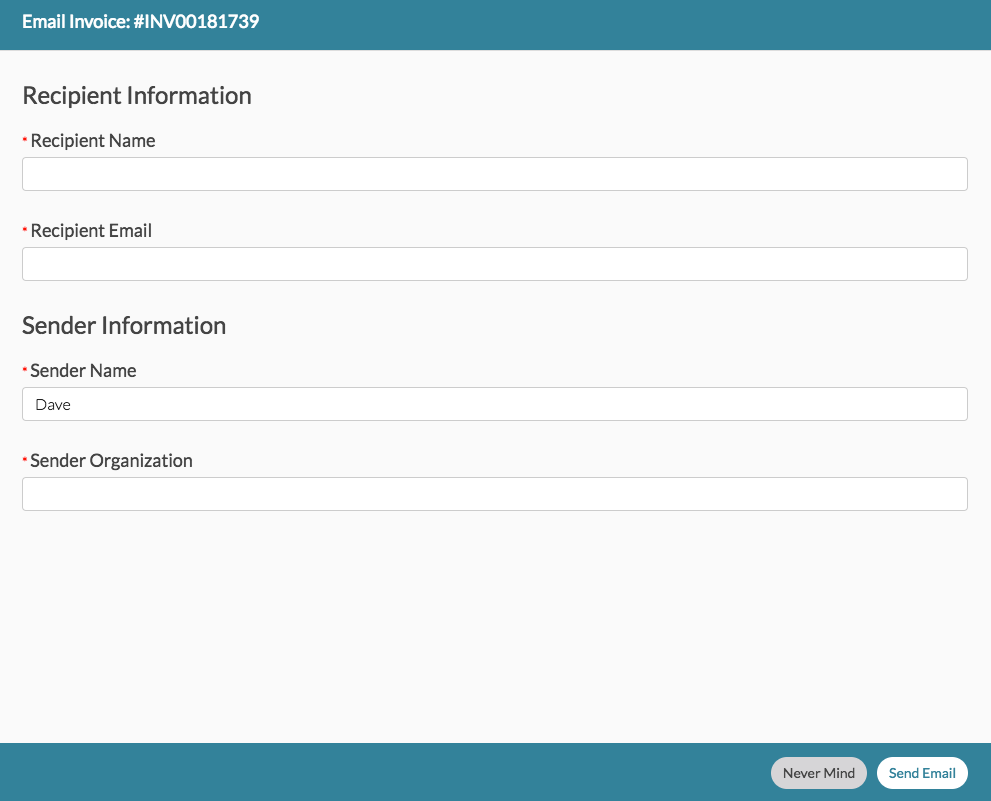 Email Invoice: #INV00181739
Recipient Information
* Recipient Name
* Recipient Email
Sender Information
* Sender Name
Dave
* Sender Organization
Never Mind Send Email